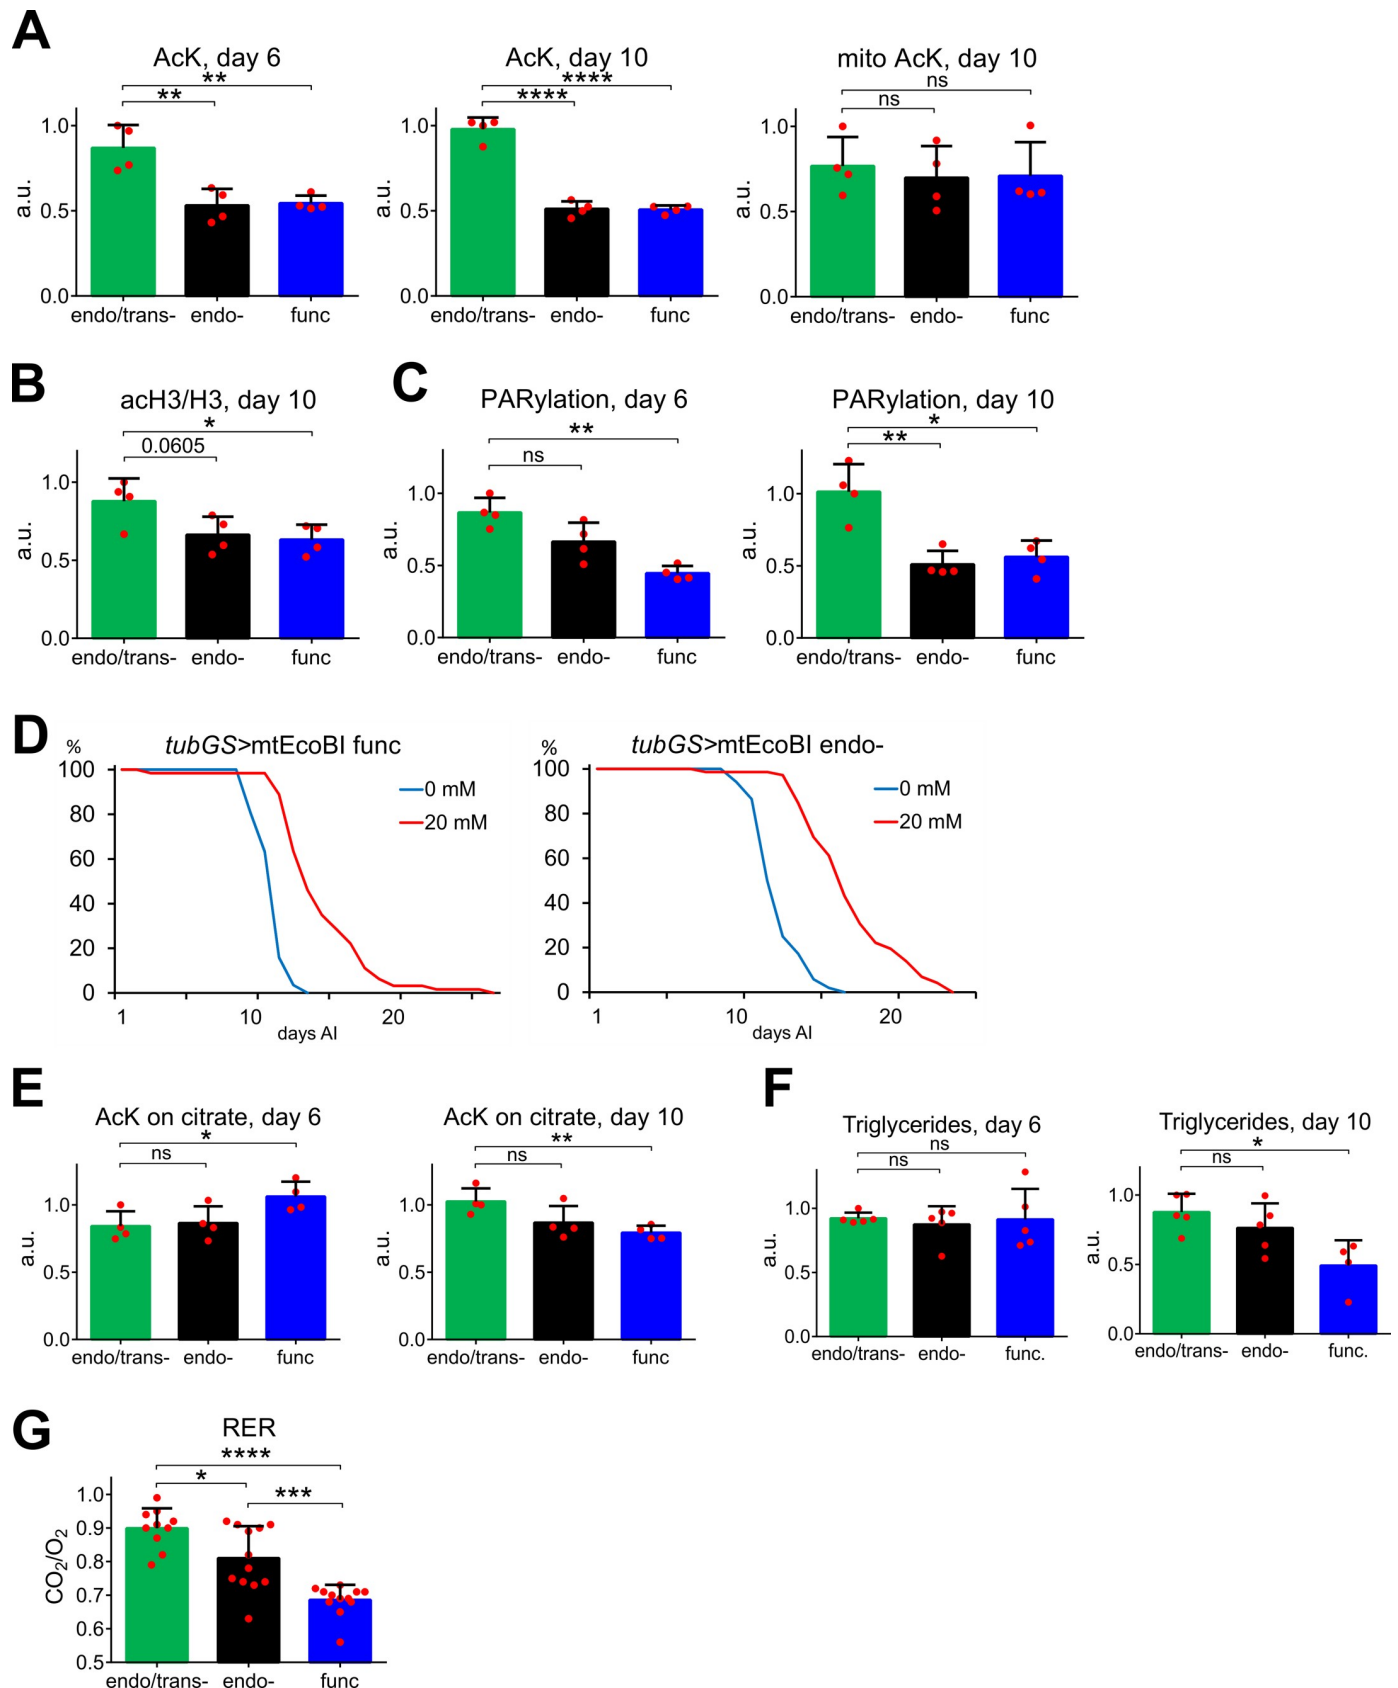 A
AcK, day 6
**
**
a.u.
1.0
0.5
0.0
endo/trans- endo- func
AcK, day 10
****
****
a.u.
1.0
0.5
0.0
endo/trans- endo- func
mito AcK, day 10
ns
ns
a.u.
1.0
0.5
0.0
endo/trans- endo- func
B
acH3/H3, day 10
*
0.0605
a.u.
1.0
0.5
0.0
endo/trans- endo- func
C
PARylation, day 6
**
ns
a.u.
1.0
0.5
0.0
endo/trans- endo- func
PARylation, day 10
*
**
a.u.
1.0
0.5
0.0
endo/trans- endo- func
D
%
tubGS>mtEcoBI func
100
80
60
40
20
0
0 mM
20 mM
1 10 20
days AI
%
tubGS>mtEcoBI endo-
100
80
60
40
20
0
0 mM
20 mM
1 10 20
days AI
E
AcK on citrate, day 6
*
ns
a.u.
1.0
0.5
0.0
endo/trans- endo- func
AcK on citrate, day 10
**
ns
a.u.
1.0
0.5
0.0
endo/trans- endo- func
F
Triglycerides, day 6
ns
ns
a.u.
1.0
0.5
0.0
endo/trans- endo- func.
Triglycerides, day 10
*
ns
a.u.
1.0
0.5
0.0
endo/trans- endo- func.
G
RER
****
*
***
CO₂/O₂
1.0
0.9
0.8
0.7
0.6
0.5
endo/trans- endo- func